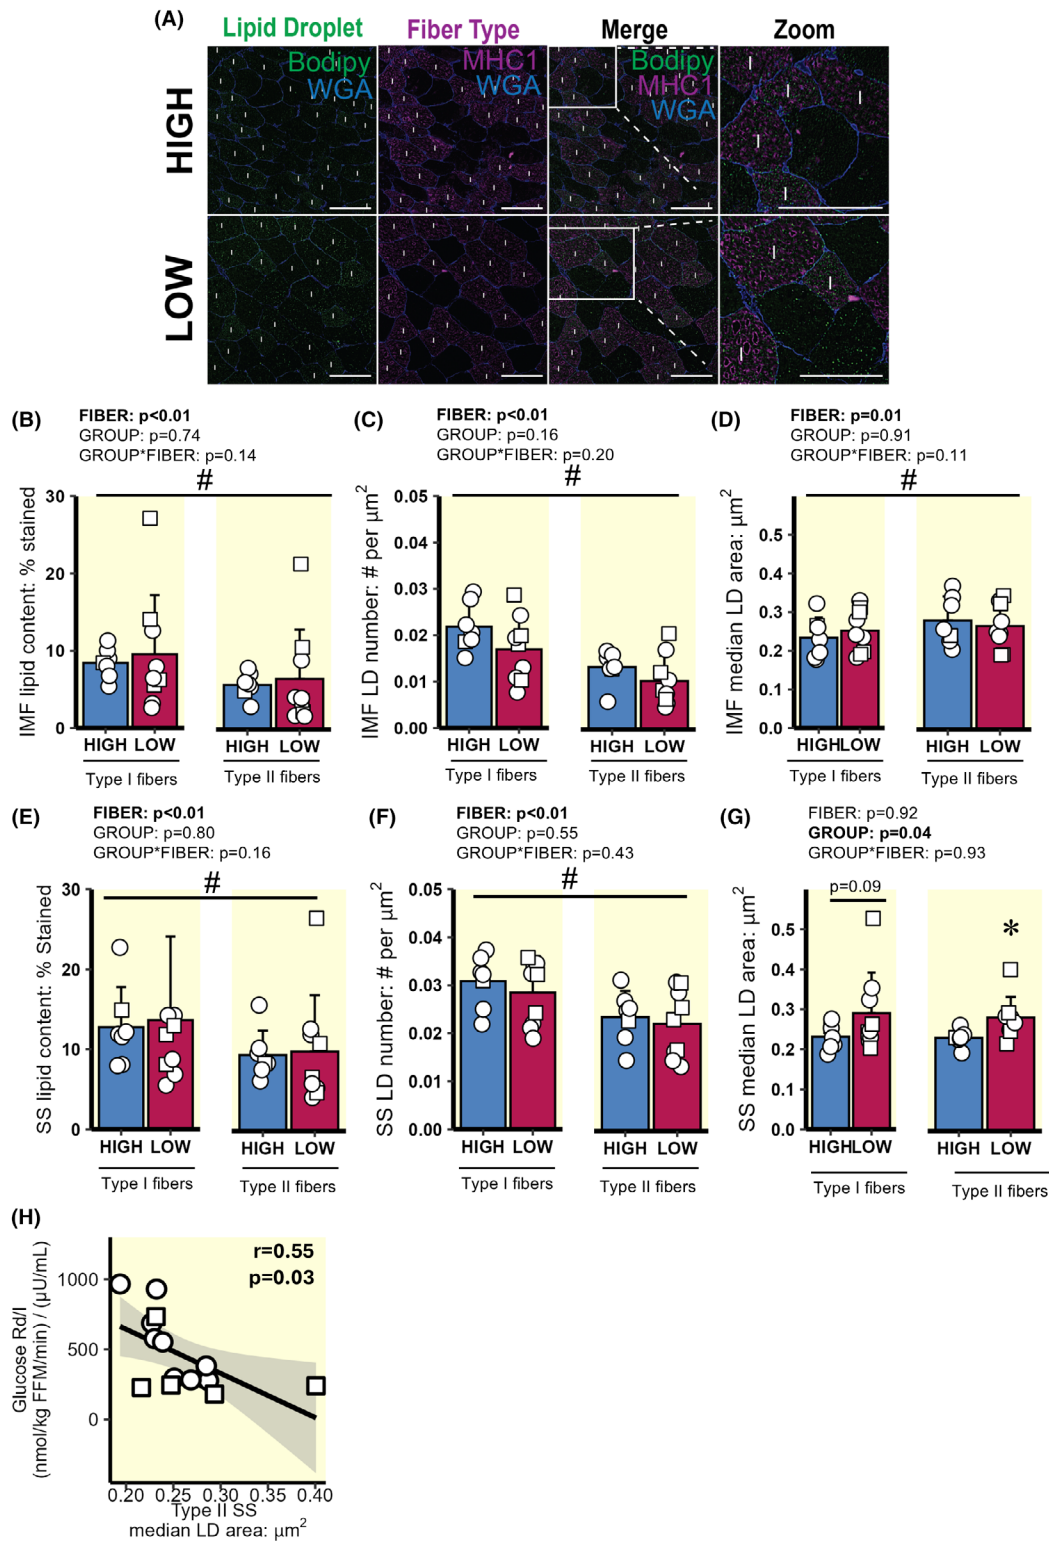 (A)
Lipid Droplet
Fiber Type
Merge
Zoom
HIGH
Bodipy
WGA
MHC1
WGA
Bodipy
MHC1
WGA
I
I
I
I
LOW
I
I
I
(B)
FIBER: p<0.01
GROUP: p=0.74
GROUP*FIBER: p=0.14
#
IMF lipid content: % stained
30
20
10
0
HIGH LOW
HIGH LOW
Type I fibers
Type II fibers
(C)
FIBER: p<0.01
GROUP: p=0.16
GROUP*FIBER: p=0.20
#
IMF LD number: # per µm2
0.05
0.04
0.03
0.02
0.01
0.00
HIGH LOW
HIGH LOW
Type I fibers
Type II fibers
(D)
FIBER: p=0.01
GROUP: p=0.91
GROUP*FIBER: p=0.11
#
IMF median LD area: µm2
0.5
0.4
0.3
0.2
0.1
0.0
HIGHLOW
HIGH LOW
Type I fibers
Type II fibers
(E)
FIBER: p<0.01
GROUP: p=0.80
GROUP*FIBER: p=0.16
#
SS lipid content: % Stained
30
20
10
0
HIGH LOW
HIGH LOW
Type I fibers
Type II fibers
(F)
FIBER: p<0.01
GROUP: p=0.55
GROUP*FIBER: p=0.43
#
SS LD number: # per µm2
0.05
0.04
0.03
0.02
0.01
0.00
HIGH LOW
HIGH LOW
Type I fibers
Type II fibers
(G)
FIBER: p=0.92
GROUP: p=0.04
GROUP*FIBER: p=0.93
p=0.09
*
SS median LD area: µm2
0.5
0.4
0.3
0.2
0.1
0.0
HIGHLOW
HIGH LOW
Type I fibers
Type II fibers
(H)
r=0.55
p=0.03
Glucose Rd/I
(nmol/kg FFM/min) / (µU/mL)
1000
500
0
0.20 0.25 0.30 0.35 0.40
Type II SS
median LD area: µm2